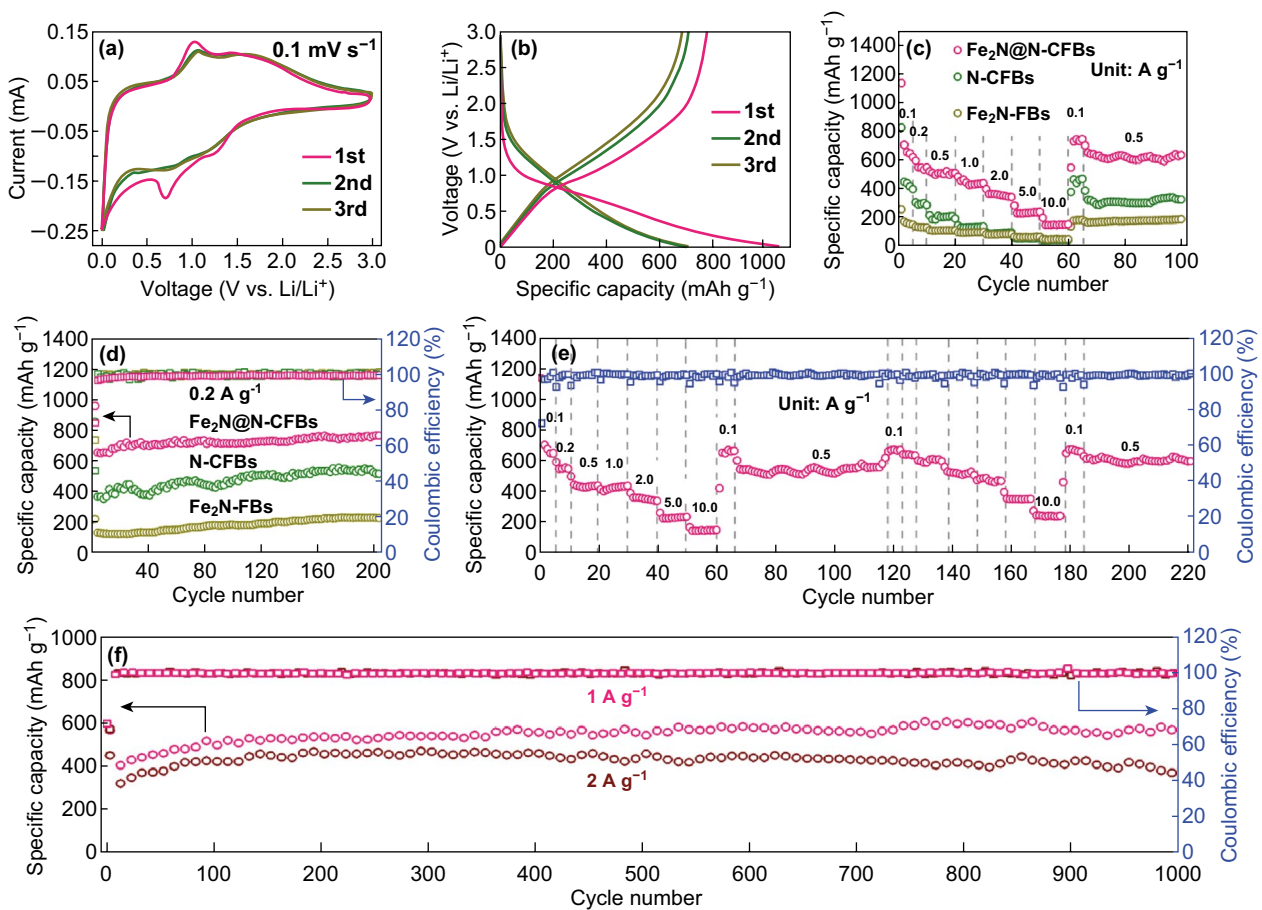 (a)
0.1 mV s⁻¹
0.15
0.05
−0.05
−0.15
−0.25
Current (mA)
1st
2nd
3rd
0.0 0.5 1.0 1.5 2.0 2.5 3.0
Voltage (V vs. Li/Li⁺)
(b)
3.0
2.5
2.0
1.5
1.0
0.5
0
Voltage (V vs. Li/Li⁺)
1st
2nd
3rd
0 200 400 600 800 1000
Specific capacity (mAh g⁻¹)
(c)
1400
1200
1000
800
600
400
200
0
Specific capacity (mAh g⁻¹)
Fe₂N@N-CFBs
Unit: A g⁻¹
N-CFBs
Fe₂N-FBs
0.1 0.2 0.5 1.0 2.0 5.0 10.0 0.1 0.5
0 20 40 60 80 100
Cycle number
(d)
1400
1200
1000
800
600
400
200
0
Specific capacity (mAh g⁻¹)
0.2 A g⁻¹
Fe₂N@N-CFBs
N-CFBs
Fe₂N-FBs
120
100
80
60
40
20
0
Coulombic efficiency (%)
40 80 120 160 200
Cycle number
(e)
1400
1200
1000
800
600
400
200
0
Specific capacity (mAh g⁻¹)
Unit: A g⁻¹
0.1 0.2 0.5 1.0 2.0 5.0 10.0 0.1 0.5 0.1 10.0 0.1 0.5
120
100
80
60
40
20
0
Coulombic efficiency (%)
0 20 40 60 80 100 120 140 160 180 200 220
Cycle number
(f)
1000
800
600
400
200
0
Specific capacity (mAh g⁻¹)
1 A g⁻¹
2 A g⁻¹
120
100
80
60
40
20
0
Coulombic efficiency (%)
0 100 200 300 400 500 600 700 800 900 1000
Cycle number